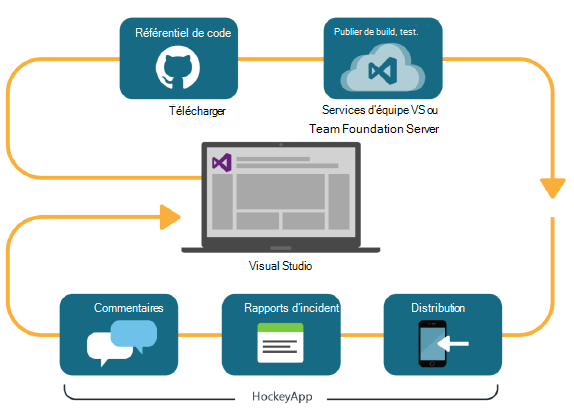 Référentiel de code
Publier de build, test.
Télécharger
Services d'équipe VS ou
Team Foundation Server
Visual Studio
Commentaires
Rapports d'incident
Distribution
HockeyApp